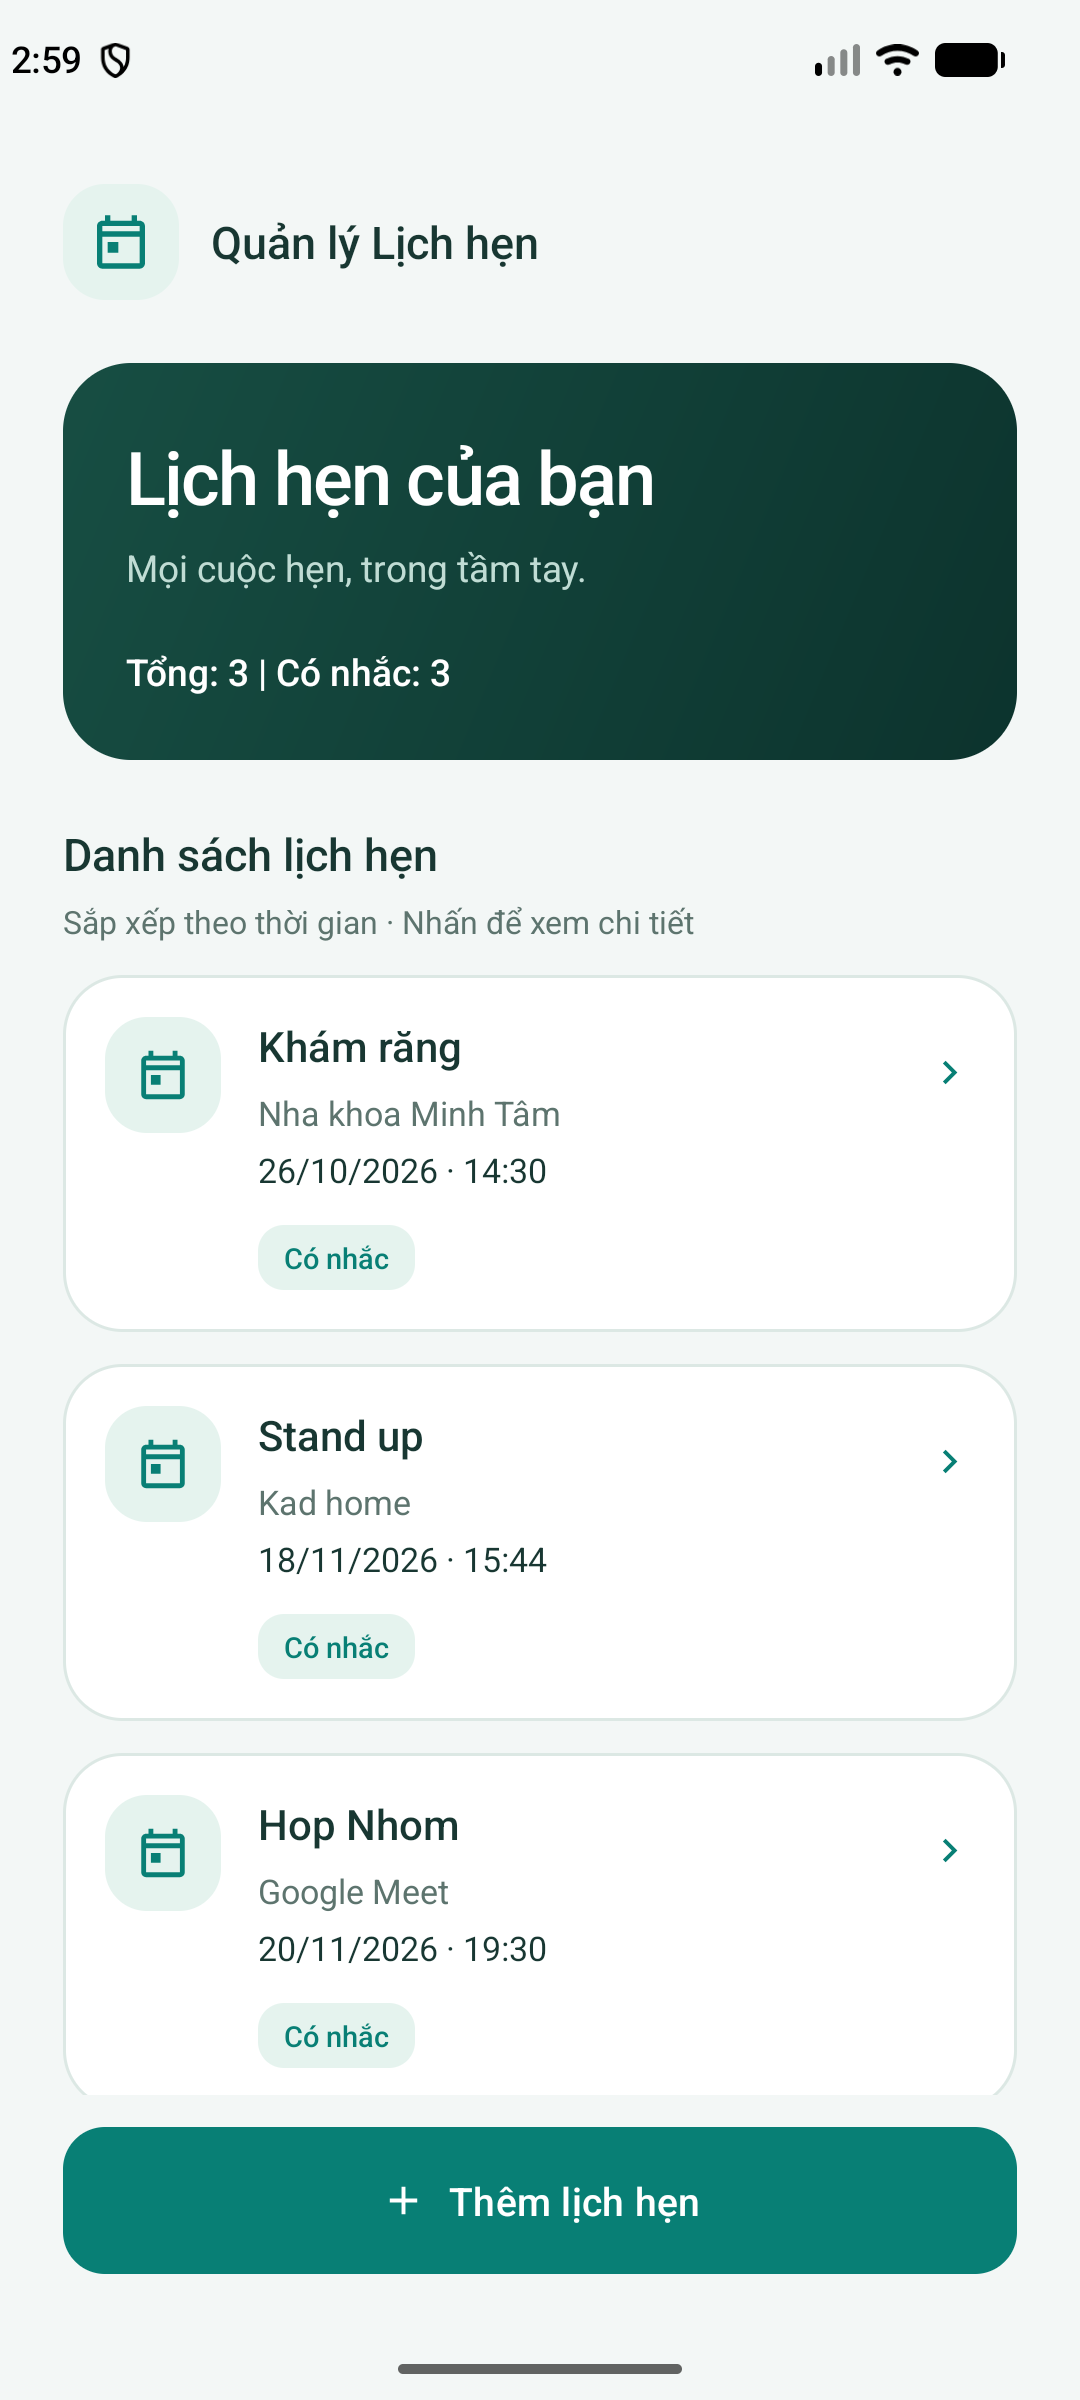 2:59
Quản lý Lịch hẹn
Lịch hẹn của bạn
Mọi cuộc hẹn, trong tầm tay.
Tổng: 3 | Có nhắc: 3
Danh sách lịch hẹn
Sắp xếp theo thời gian · Nhấn để xem chi tiết
Khám răng
Nha khoa Minh Tâm
26/10/2026 · 14:30
Có nhắc
Stand up
Kad home
18/11/2026 · 15:44
Có nhắc
Hop Nhom
Google Meet
20/11/2026 · 19:30
Có nhắc
+ Thêm lịch hẹn